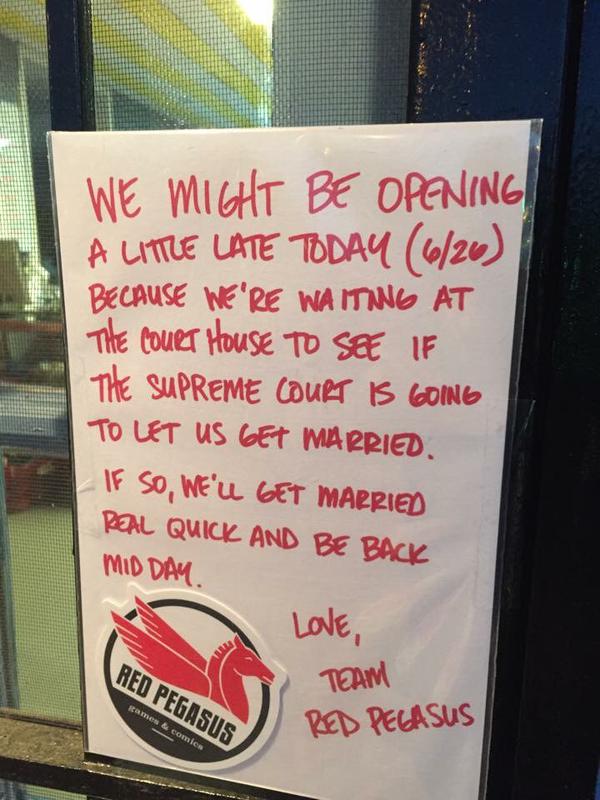 WE MIGHT BE OPENING
A LITTLE LATE TODAY (6/26)
BECAUSE WE'RE WAITING AT
THE COURT HOUSE TO SEE IF
THE SUPREME COURT IS GOING
TO LET US GET MARRIED.
IF SO, WE'LL GET MARRIED
REAL QUICK AND BE BACK
MID DAY.
LOVE,
TEAM
RED PEGASUS
RED PEGASUS
games & comics